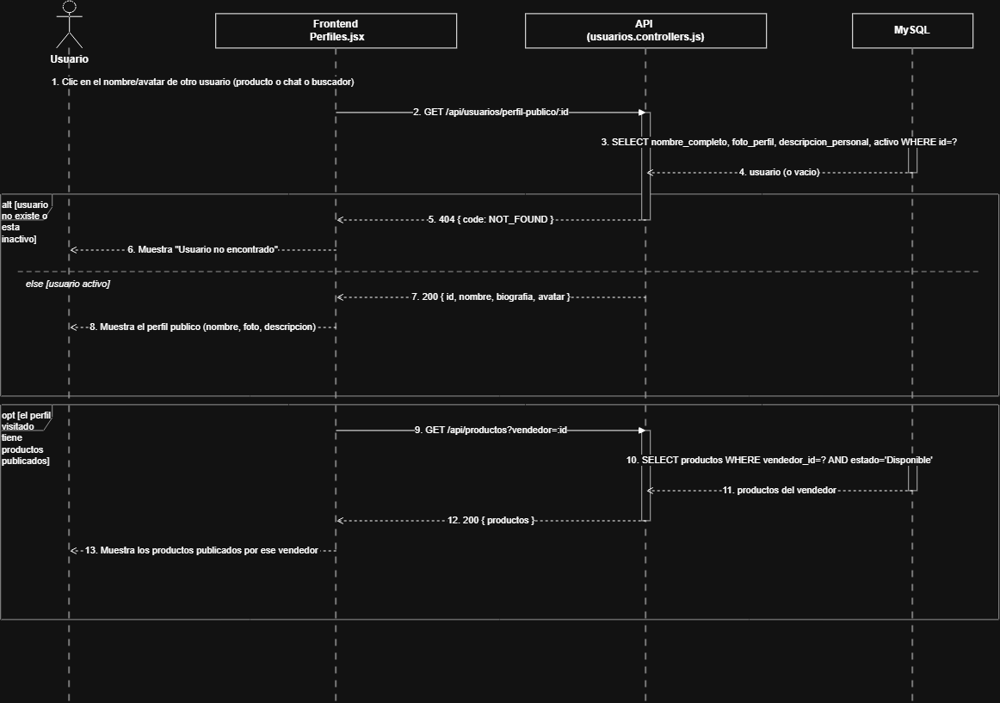 Usuario
Frontend
Perfiles.jsx
API
(usuarios.controllers.js)
MySQL
1. Clic en el nombre/avatar de otro usuario (producto o chat o buscador)
2. GET /api/usuarios/perfil-publico/:id
3. SELECT nombre_completo, foto_perfil, descripcion_personal, activo WHERE id=?
4. usuario (o vacio)
alt [usuario
no existe o
esta
inactivo]
5. 404 { code: NOT_FOUND }
6. Muestra "Usuario no encontrado"
else [usuario activo]
7. 200 { id, nombre, biografia, avatar }
8. Muestra el perfil publico (nombre, foto, descripcion)
opt [el perfil
visitado
tiene
productos
publicados]
9. GET /api/productos?vendedor=:id
10. SELECT productos WHERE vendedor_id=? AND estado='Disponible'
11. productos del vendedor
12. 200 { productos }
13. Muestra los productos publicados por ese vendedor